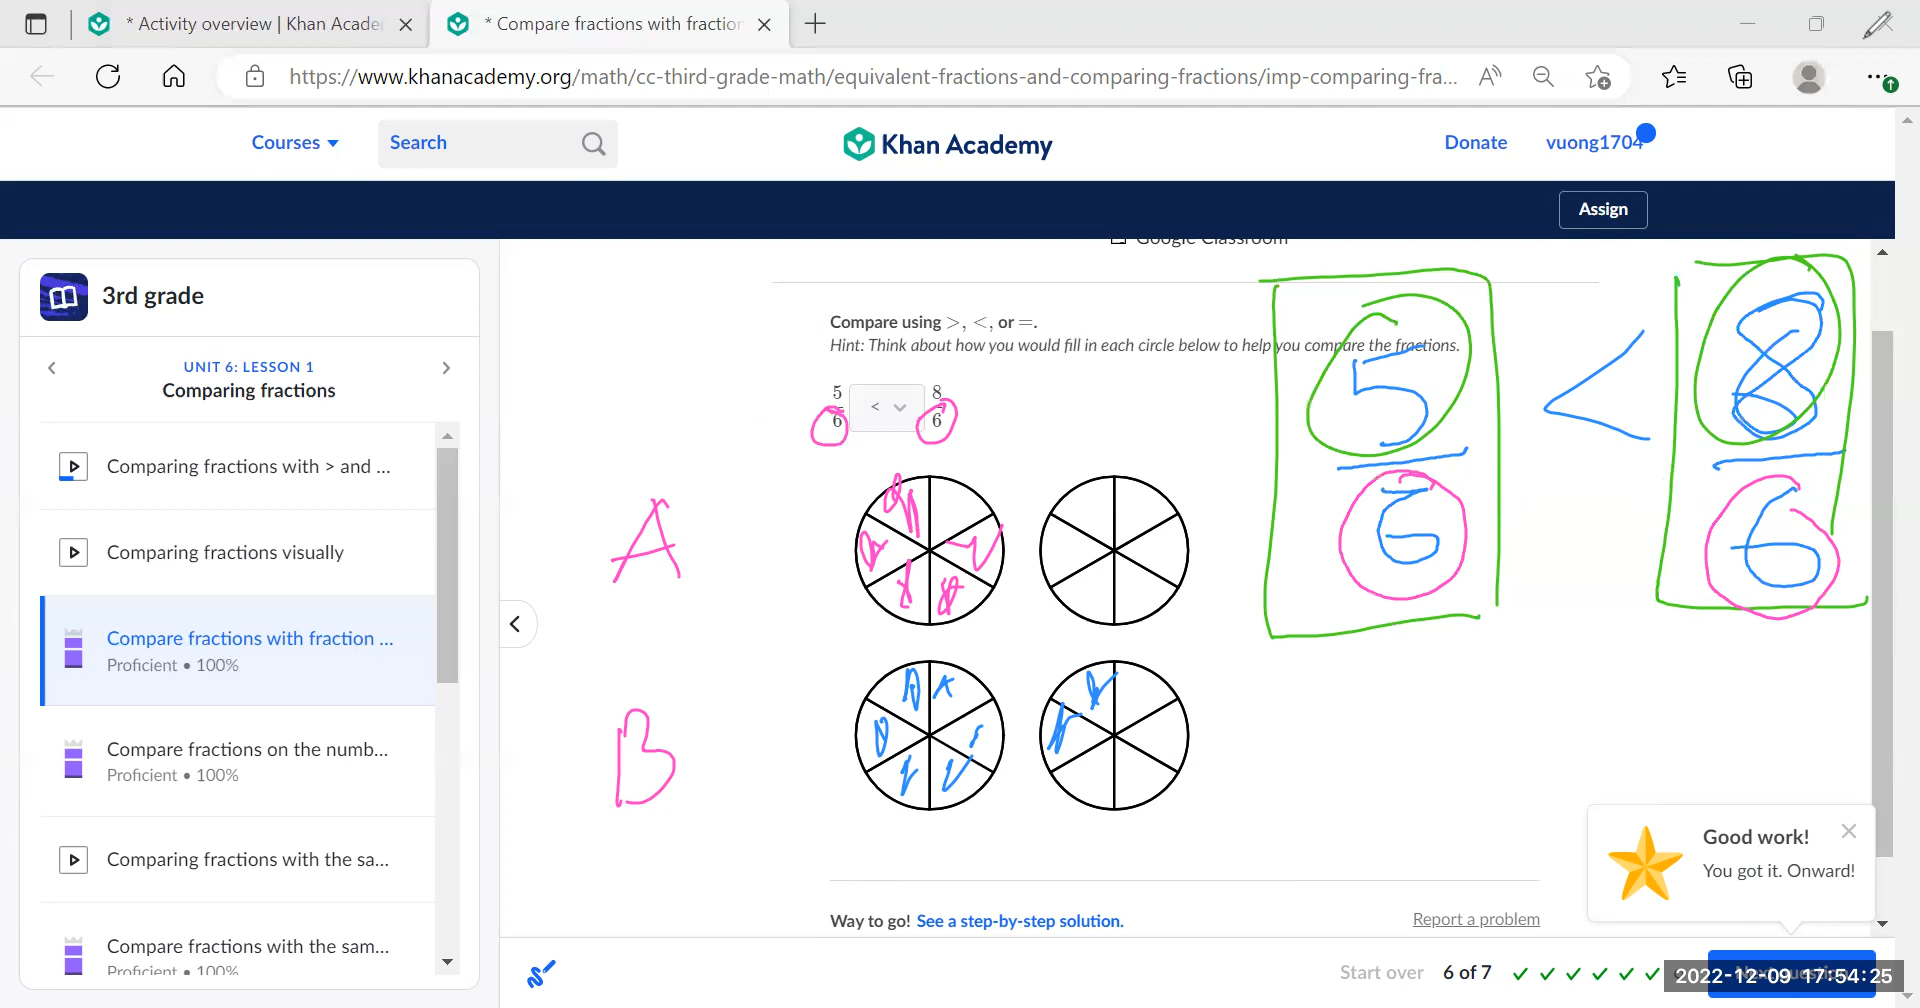 * Activity overview | Khan Acade
* Compare fractions with fraction
https://www.khanacademy.org/math/cc-third-grade-math/equivalent-fractions-and-comparing-fractions/imp-comparing-fra...
Courses
Search
Khan Academy
Donate
vuong1704
Assign
Google Classroom
3rd grade
UNIT 6: LESSON 1
Comparing fractions
Comparing fractions with > and ...
Comparing fractions visually
Compare fractions with fraction ...
Proficient • 100%
Compare fractions on the numb...
Proficient • 100%
Comparing fractions with the sa...
Compare fractions with the sam...
Proficient • 100%
Compare using >, <, or =.
Hint: Think about how you would fill in each circle below to help you compare the fractions.
5 < 8
6 6
5 < 8
6 6
A
B
Good work!
You got it. Onward!
Way to go! See a step-by-step solution.
Report a problem
Start over 6 of 7
Next question
2022-12-09 17:54:25